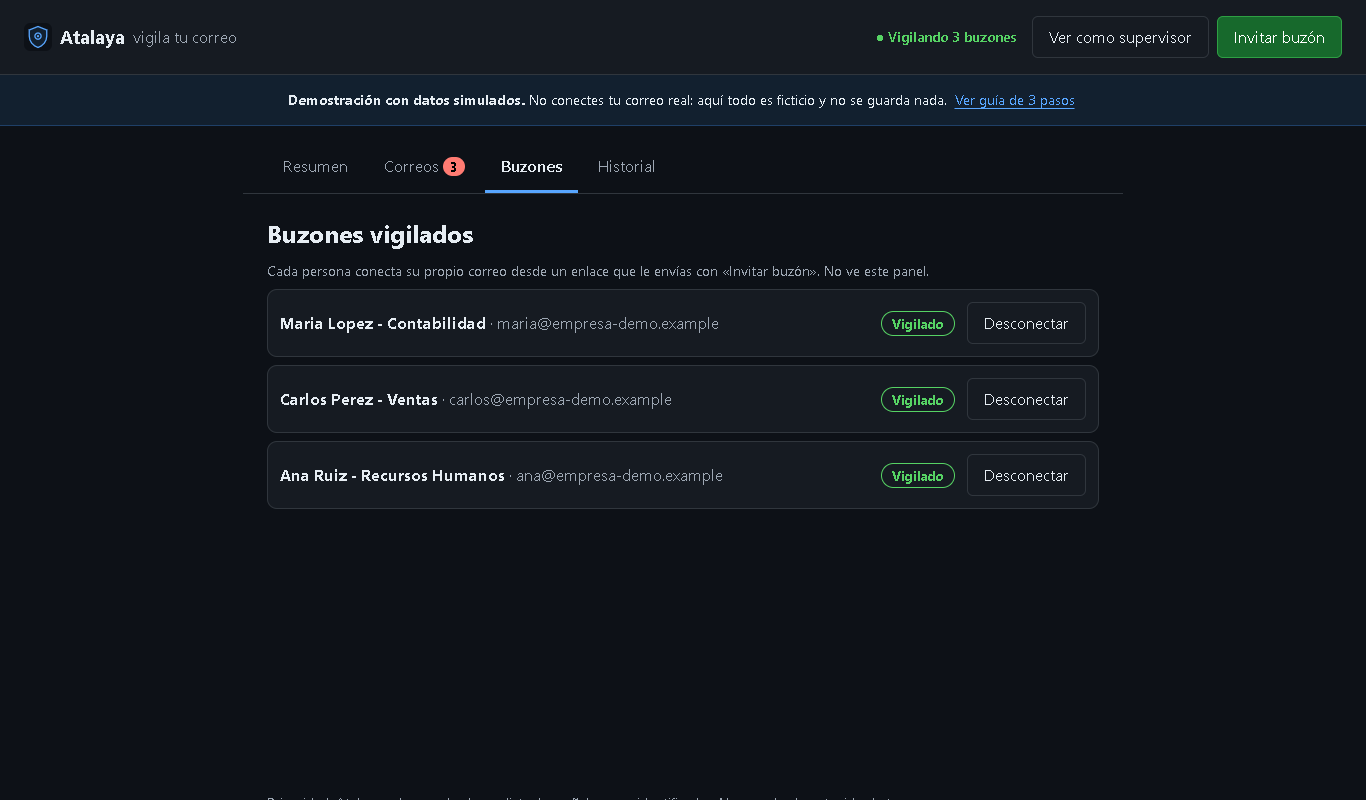 Atalaya vigila tu correo
● Vigilando 3 buzones
Ver como supervisor
Invitar buzón
Demostración con datos simulados. No conectes tu correo real: aquí todo es ficticio y no se guarda nada. Ver guía de 3 pasos
Resumen
Correos 3
Buzones
Historial
Buzones vigilados
Cada persona conecta su propio correo desde un enlace que le envías con «Invitar buzón». No ve este panel.
Maria Lopez - Contabilidad · maria@empresa-demo.example
Vigilado
Desconectar
Carlos Perez - Ventas · carlos@empresa-demo.example
Vigilado
Desconectar
Ana Ruiz - Recursos Humanos · ana@empresa-demo.example
Vigilado
Desconectar